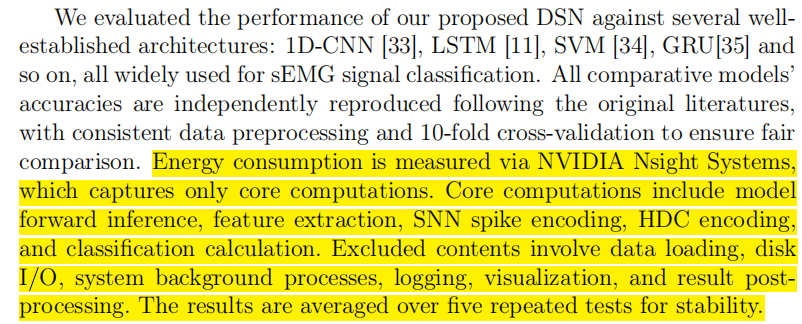 We evaluated the performance of our proposed DSN against several well-
established architectures: 1D-CNN [33], LSTM [11], SVM [34], GRU[35] and
so on, all widely used for sEMG signal classification. All comparative models'
accuracies are independently reproduced following the original literatures,
with consistent data preprocessing and 10-fold cross-validation to ensure fair
comparison. Energy consumption is measured via NVIDIA Nsight Systems,
which captures only core computations. Core computations include model
forward inference, feature extraction, SNN spike encoding, HDC encoding,
and classification calculation. Excluded contents involve data loading, disk
I/O, system background processes, logging, visualization, and result post-
processing. The results are averaged over five repeated tests for stability.